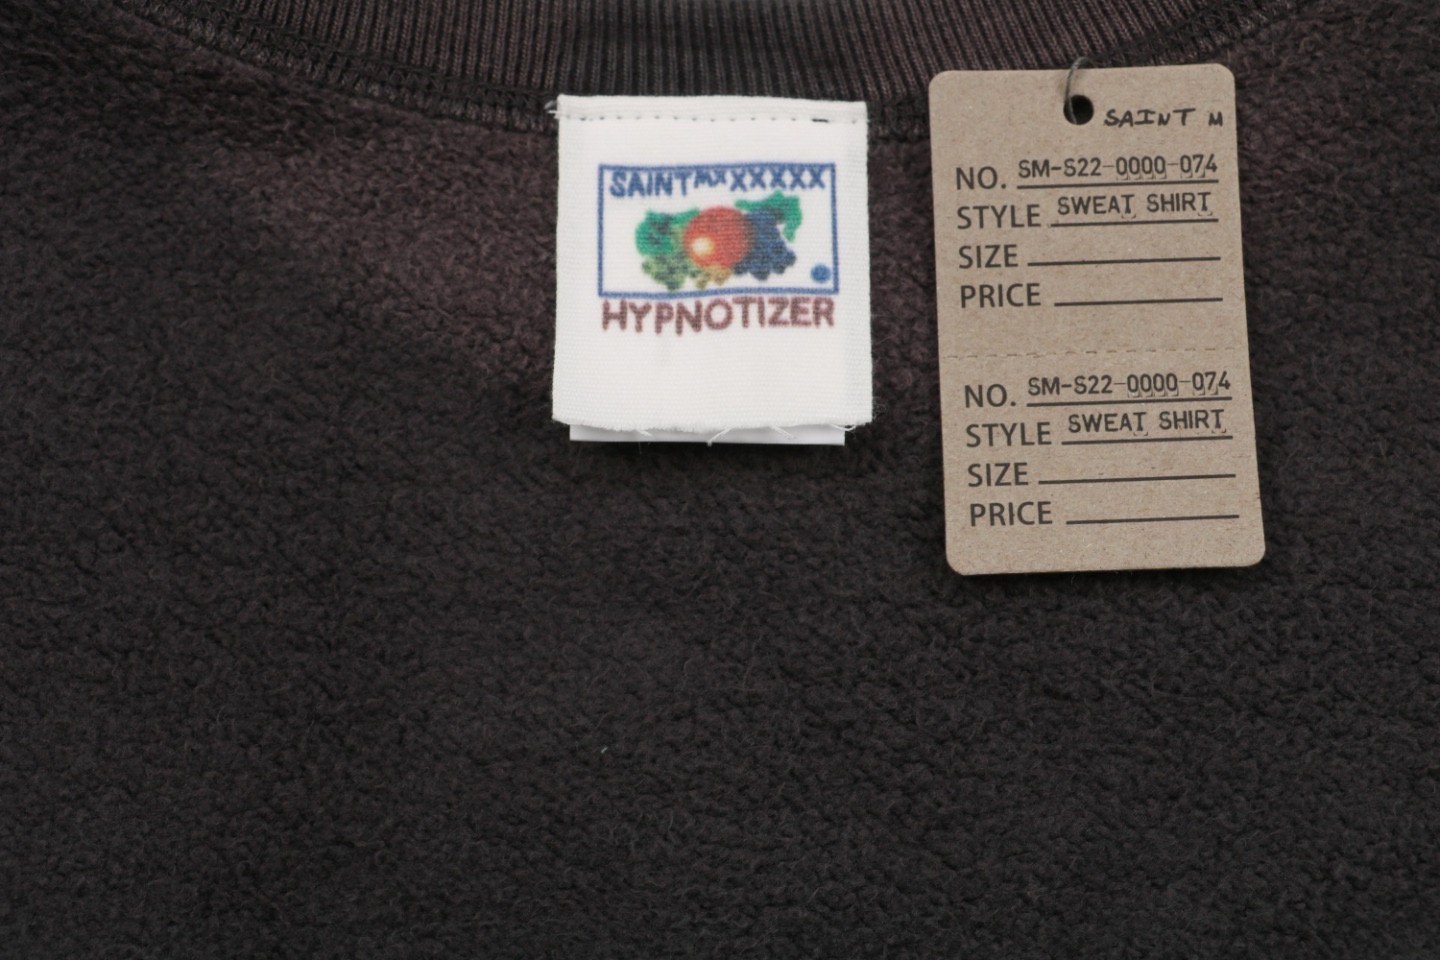 SAINT Mxxxxxx
HYPNOTIZER
SAINT M
NO. SM-S22-0000-074
STYLE SWEAT SHIRT
SIZE
PRICE
NO. SM-S22-0000-074
STYLE SWEAT SHIRT
SIZE
PRICE